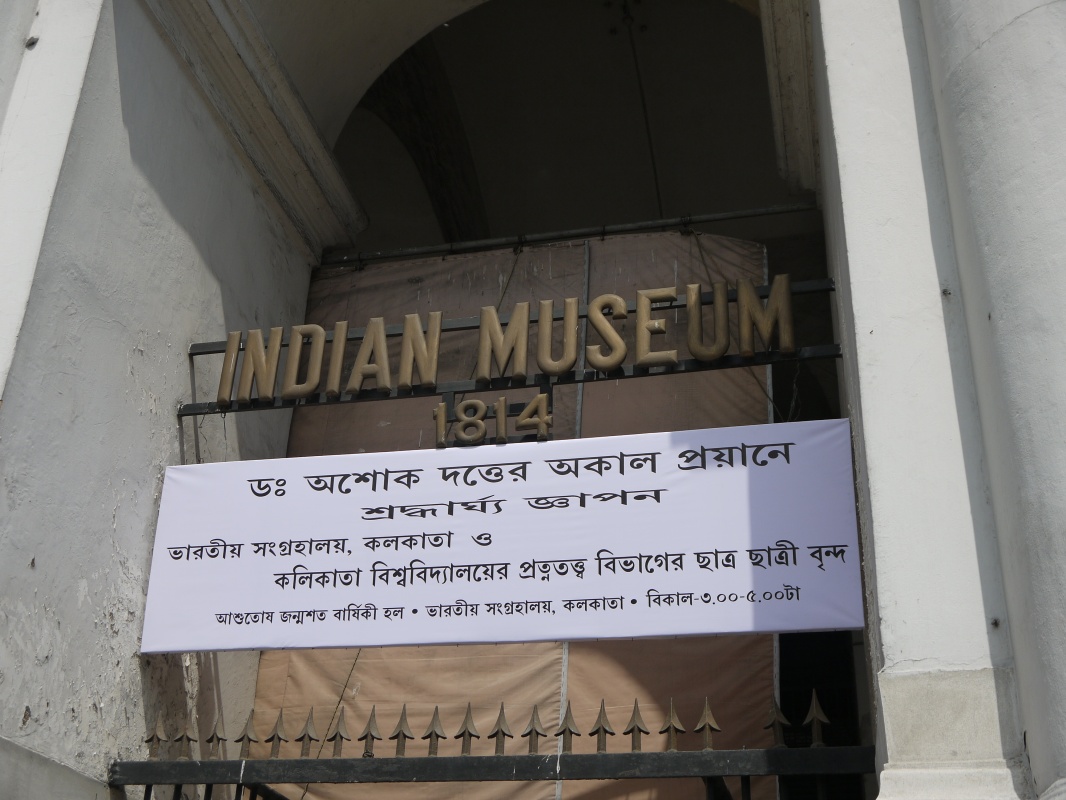 INDIAN MUSEUM
1814
ডঃ অশোক দত্তের অকাল প্রয়ানে
শ্রদ্ধার্ঘ্য জ্ঞাপন
ভারতীয় সংগ্রহালয়, কলকাতা ও
কলিকাতা বিশ্ববিদ্যালয়ের প্রত্নতত্ত্ব বিভাগের ছাত্র ছাত্রী বৃন্দ
আশুতোষ জন্মশত বার্ষিকী হল • ভারতীয় সংগ্রহালয়, কলকাতা • বিকাল-৩.০০-৫.০০টা